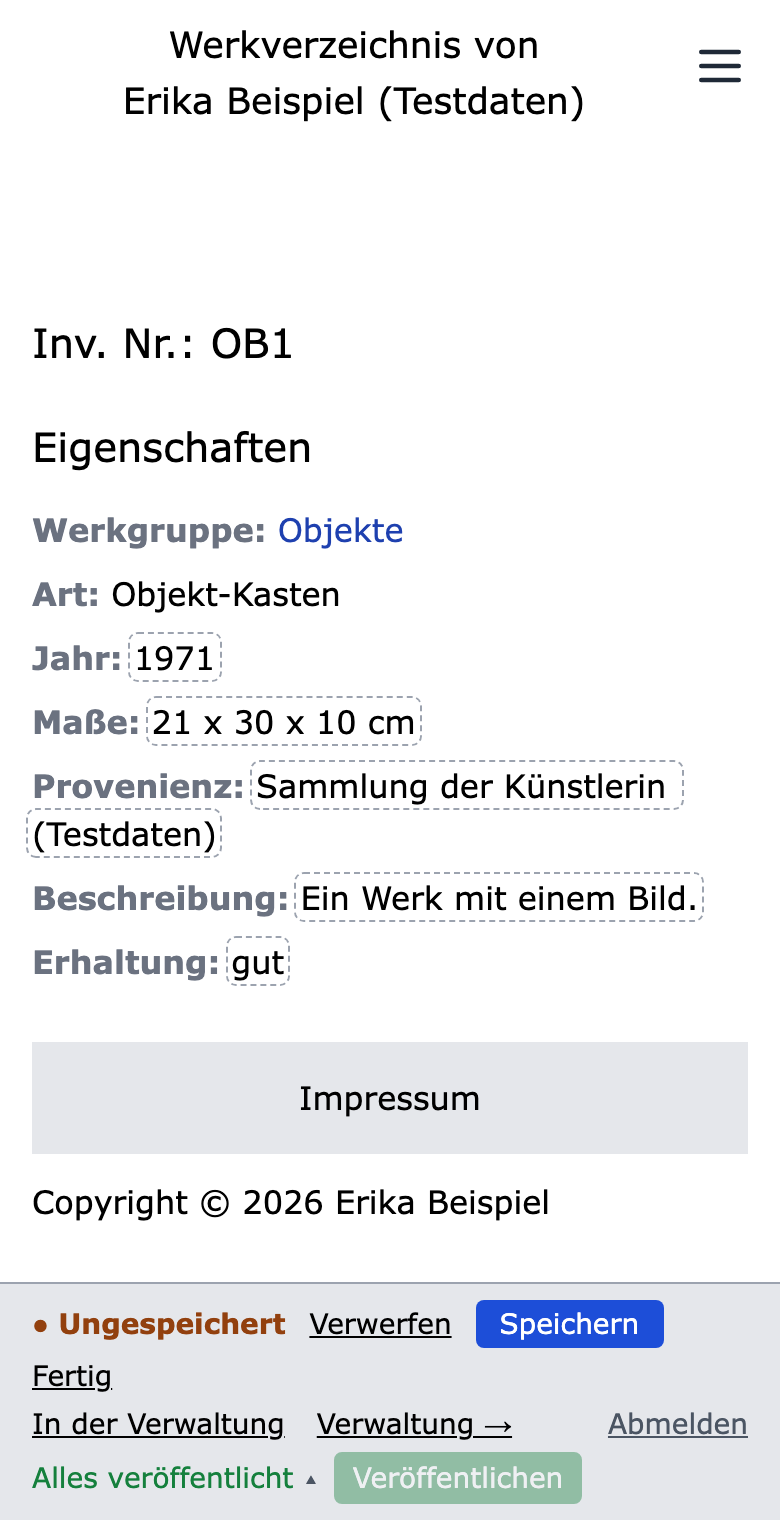 Werkverzeichnis von
Erika Beispiel (Testdaten)
Inv. Nr.: OB1
Eigenschaften
Werkgruppe: Objekte
Art: Objekt-Kasten
Jahr: 1971
Maße: 21 x 30 x 10 cm
Provenienz: Sammlung der Künstlerin
(Testdaten)
Beschreibung: Ein Werk mit einem Bild.
Erhaltung: gut
Impressum
Copyright © 2026 Erika Beispiel
● Ungespeichert Verwerfen Speichern
Fertig
In der Verwaltung Verwaltung → Abmelden
Alles veröffentlicht ▲ Veröffentlichen